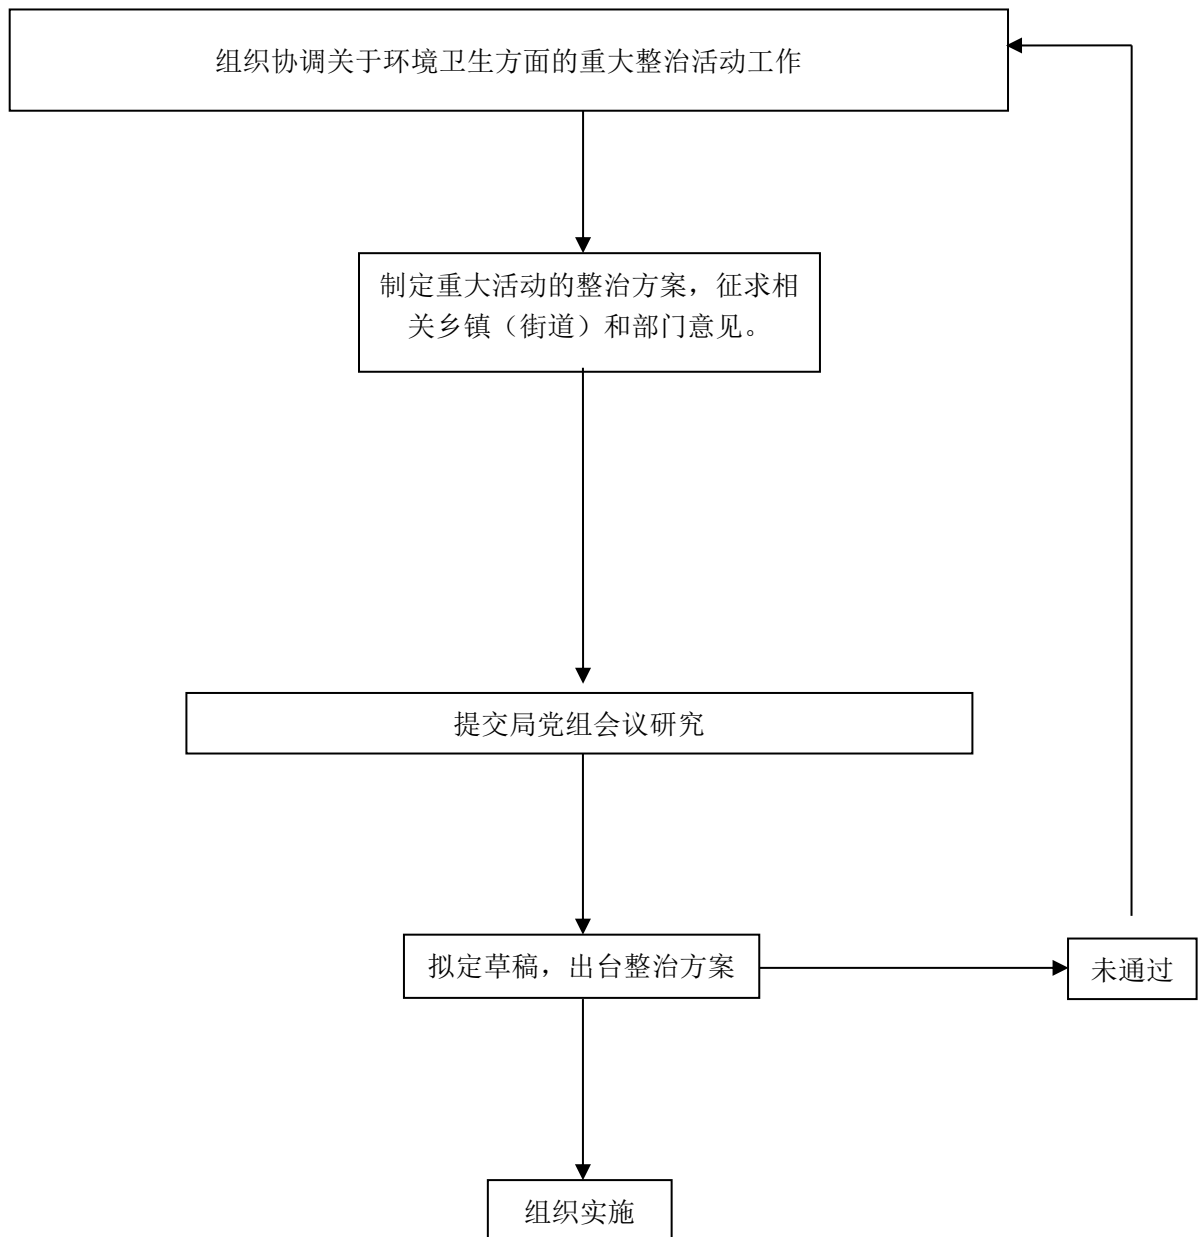 组织协调关于环境卫生方面的重大整治活动工作
制定重大活动的整治方案，征求相
关乡镇（街道）和部门意见。
提交局党组会议研究
拟定草稿，出台整治方案
未通过
组织实施